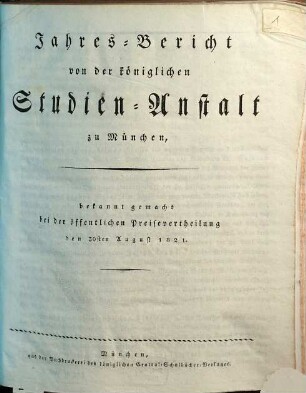 1
Jahres-Bericht
von der königlichen
Studien-Anstalt
zu München,
bekannt gemacht
bei der öffentlichen Preisevertheilung
den 30sten August 1821.
München,
aus der Buchdruckerei des königlichen Central-Schulbücher-Verlages.